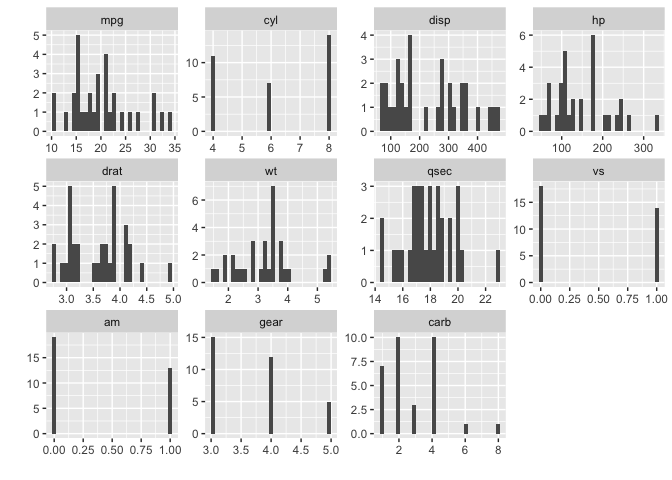 mpg cyl disp hp
5 4 3 2 1 0
10 5 0
4 3 2 1 0
6 4 2 0
10 15 20 25 30 35
4 5 6 7 8
100 200 300 400
100 200 300
drat wt qsec vs
5 4 3 2 1 0
6 4 2 0
3 2 1 0
15 10 5 0
3.0 3.5 4.0 4.5 5.0
2 3 4 5
14 16 18 20 22
0.00 0.25 0.50 0.75 1.00
am gear carb
15 10 5 0
15 10 5 0
10.0 7.5 5.0 2.5 0.0
0.00 0.25 0.50 0.75 1.00
3.0 3.5 4.0 4.5 5.0
2 4 6 8